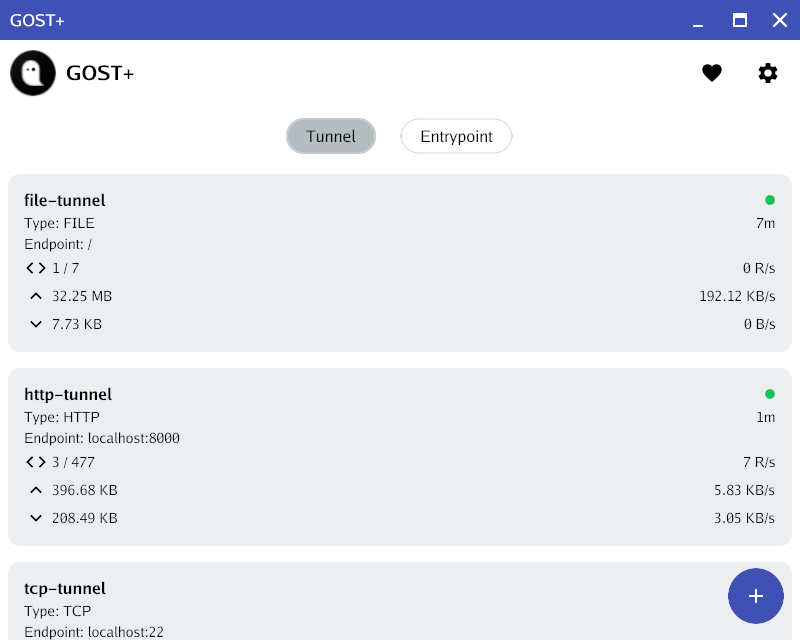 GOST+
GOST+
Tunnel
Entrypoint
file-tunnel
Type: FILE 7m
Endpoint: /
1 / 7 0 R/s
32.25 MB 192.12 KB/s
7.73 KB 0 B/s
http-tunnel
Type: HTTP 1m
Endpoint: localhost:8000
3 / 477 7 R/s
396.68 KB 5.83 KB/s
208.49 KB 3.05 KB/s
tcp-tunnel
Type: TCP
Endpoint: localhost:22